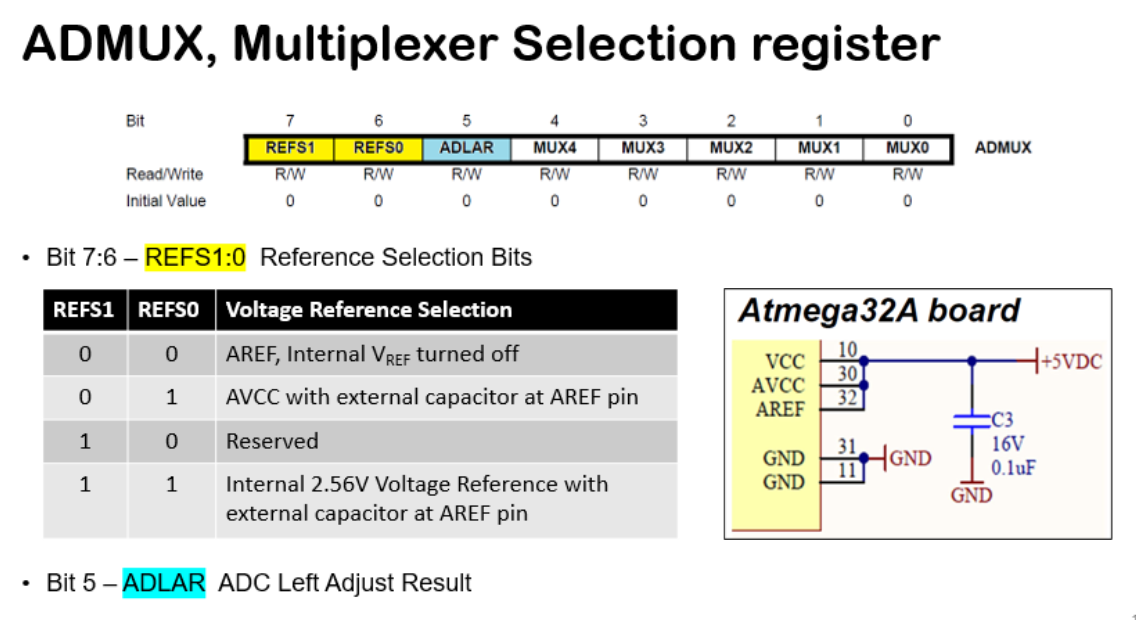 ADMUX, Multiplexer Selection register
Bit 7 6 5 4 3 2 1 0
REFS1 REFS0 ADLAR MUX4 MUX3 MUX2 MUX1 MUX0 ADMUX
Read/Write R/W R/W R/W R/W R/W R/W R/W R/W
Initial Value 0 0 0 0 0 0 0 0
• Bit 7:6 – REFS1:0 Reference Selection Bits
REFS1 REFS0 Voltage Reference Selection
0 0 AREF, Internal VREF turned off
0 1 AVCC with external capacitor at AREF pin
1 0 Reserved
1 1 Internal 2.56V Voltage Reference with
external capacitor at AREF pin
Atmega32A board
VCC 10 +5VDC
AVCC 30
AREF 32
C3
16V
0.1uF
GND 31 GND
GND 11
GND
• Bit 5 – ADLAR ADC Left Adjust Result